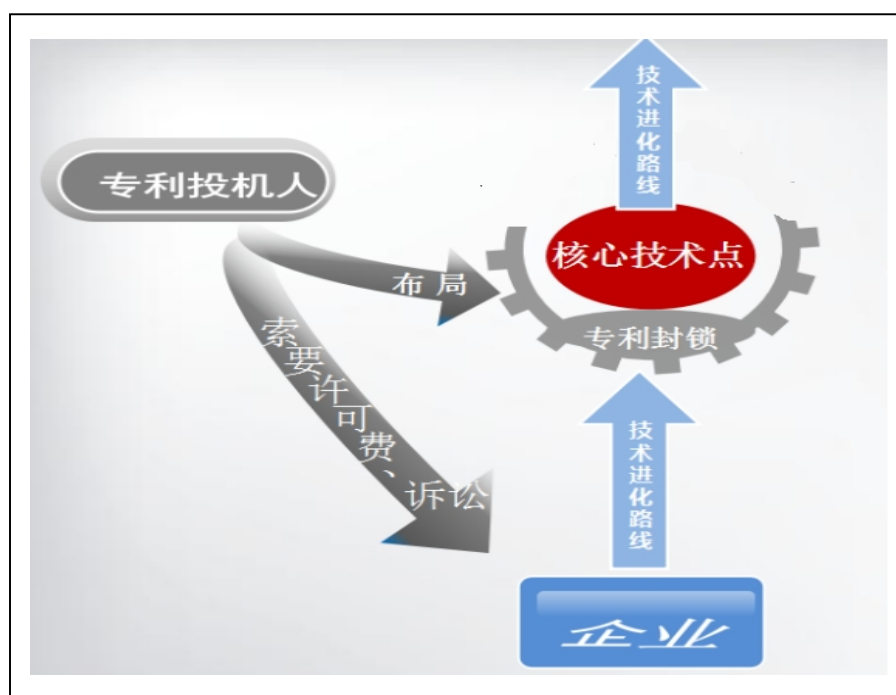 技术进化路线
专利投机人
核心技术点
布局
专利封锁
索要许可费、诉讼
技术进化路线
企业